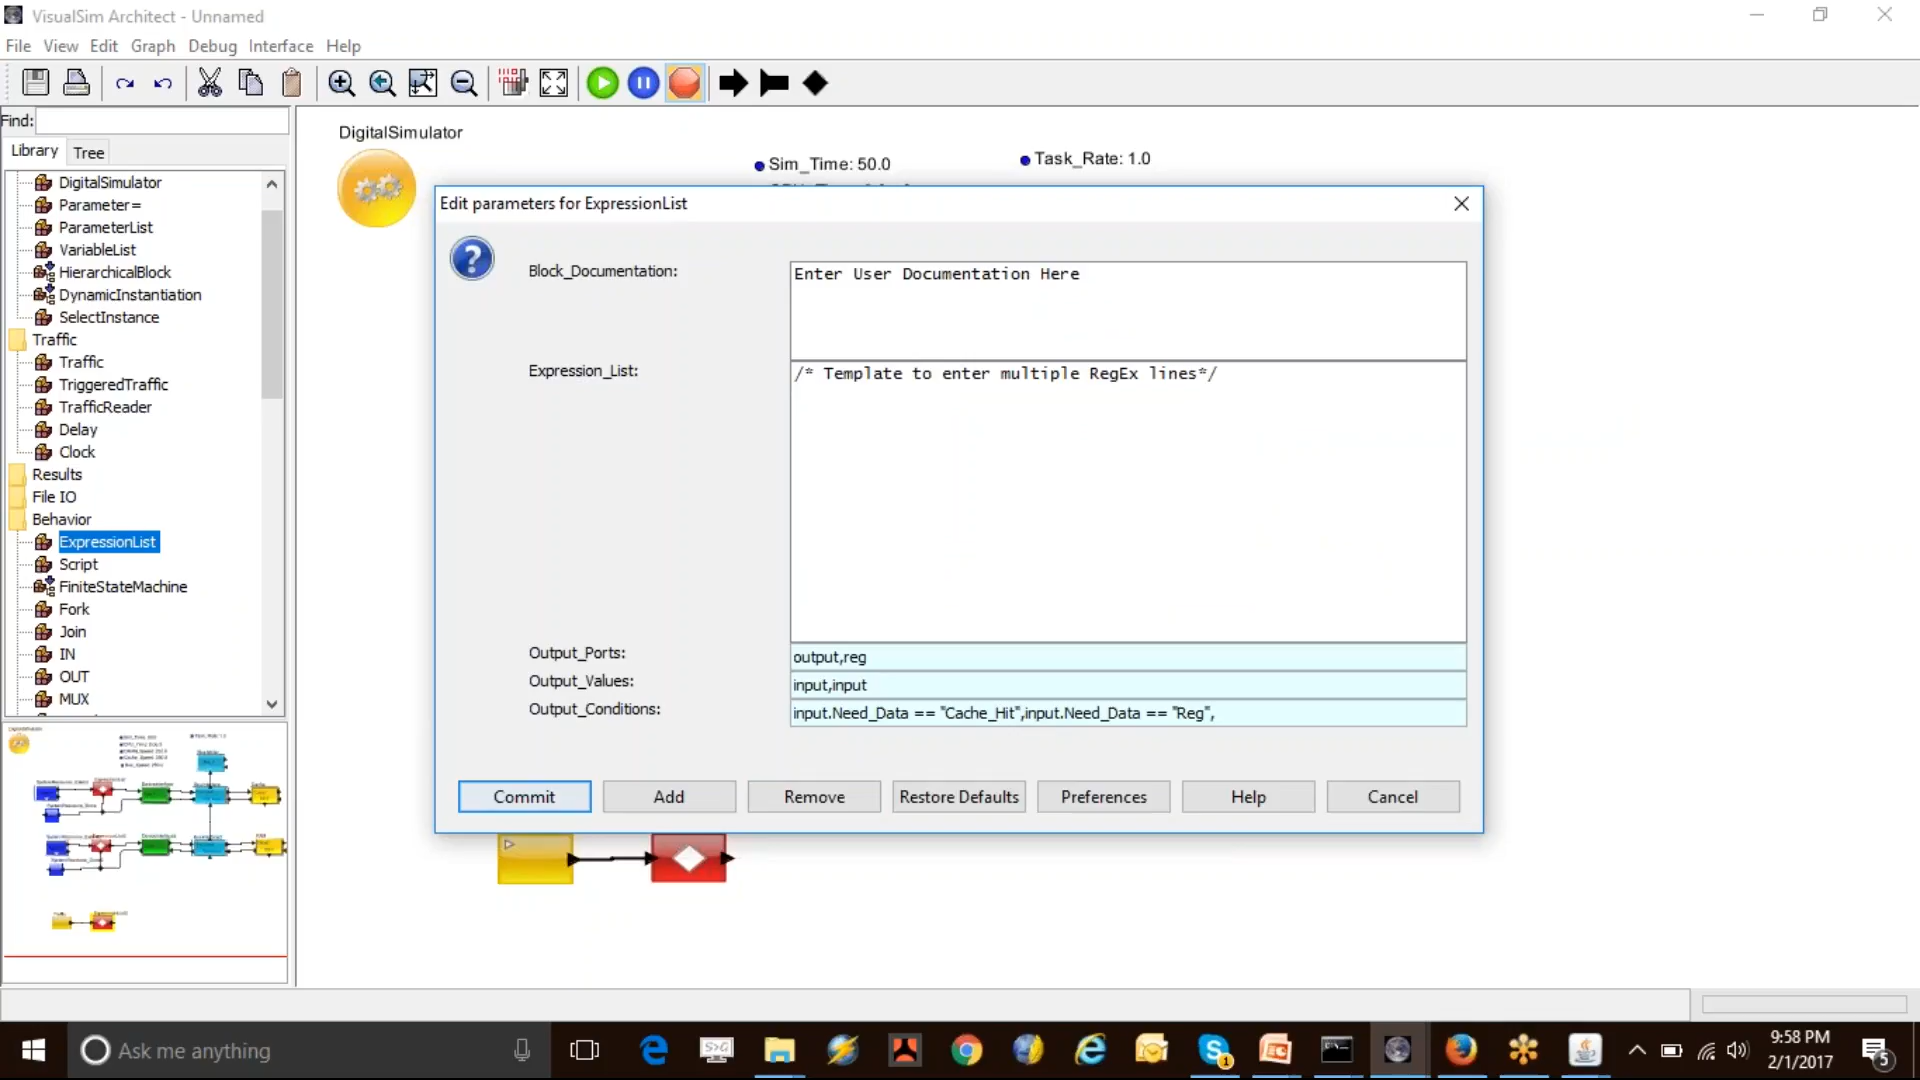 VisualSim Architect - Unnamed
File View Edit Graph Debug Interface Help
Find:
Library Tree
DigitalSimulator
Parameter=
ParameterList
VariableList
HierarchicalBlock
DynamicInstantiation
SelectInstance
Traffic
Traffic
TriggeredTraffic
TrafficReader
Delay
Clock
Results
File IO
Behavior
ExpressionList
Script
FiniteStateMachine
Fork
Join
IN
OUT
MUX
DigitalSimulator
Sim_Time: 50.0
Task_Rate: 1.0
Edit parameters for ExpressionList
Block_Documentation:
Enter User Documentation Here
Expression_List:
/* Template to enter multiple RegEx lines*/
Output_Ports:
output,reg
Output_Values:
input,input
Output_Conditions:
input.Need_Data == "Cache_Hit",input.Need_Data == "Reg",
Commit Add Remove Restore Defaults Preferences Help Cancel
Ask me anything
9:58 PM
2/1/2017
5